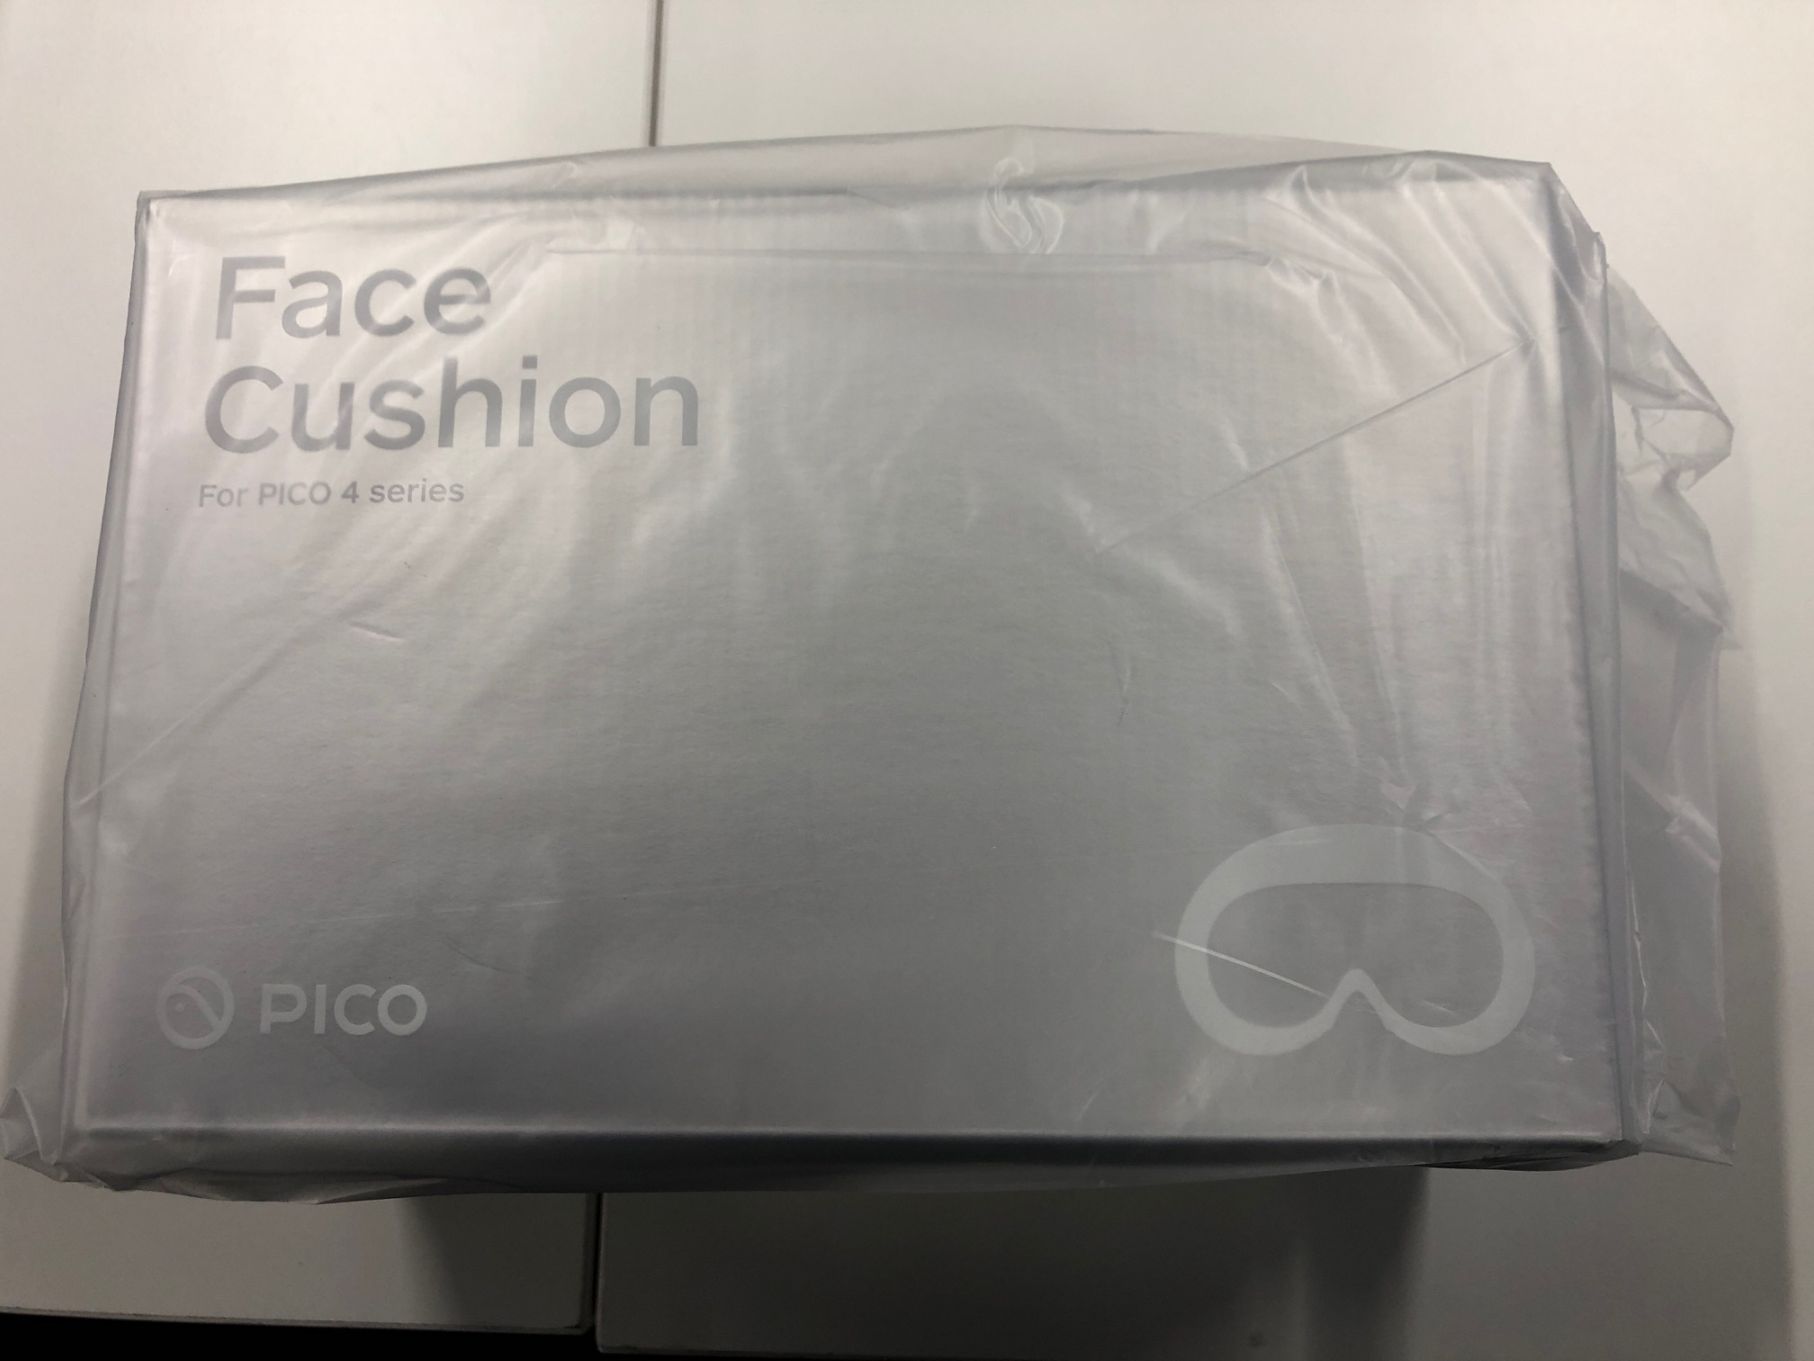 Face
Cushion
For PICO 4 series
PICO